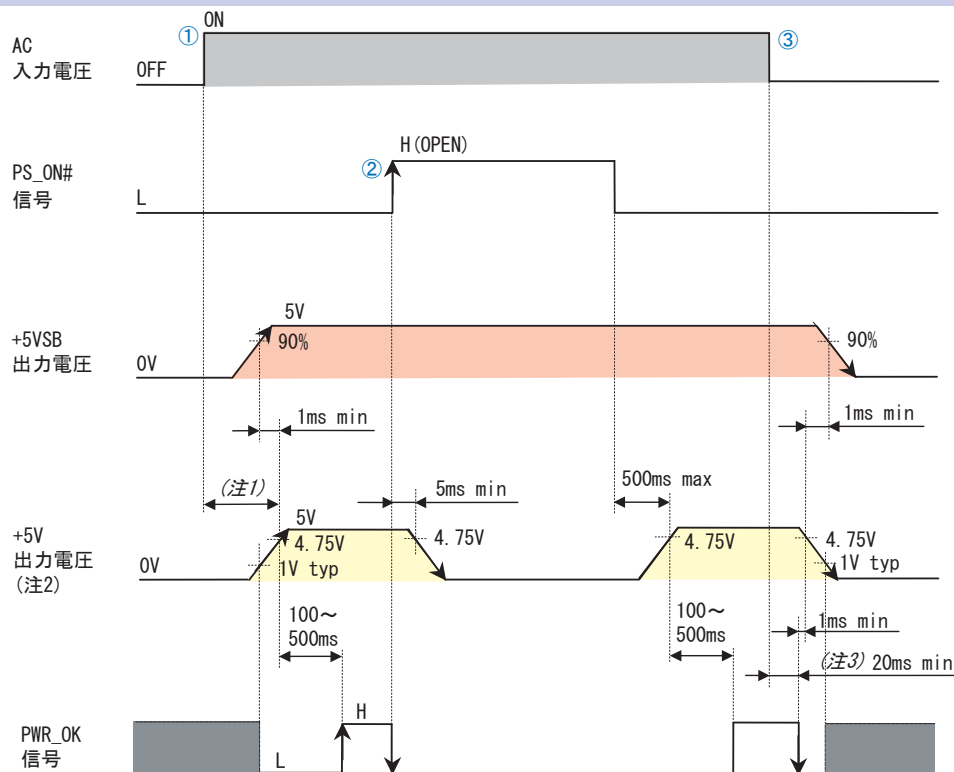 ON
① ③
AC
入力電圧
OFF
H(OPEN)
②
PS_ON#
信号
L
5V
+5VSB
出力電圧
90% 90%
0V
1ms min 1ms min
(注1) 5ms min 500ms max
5V
+5V
出力電圧
(注2)
4.75V 4.75V 4.75V 4.75V
0V
1V typ 1V typ
100~
500ms
100~
500ms
1ms min
(注3) 20ms min
H
PWR_OK
信号
L